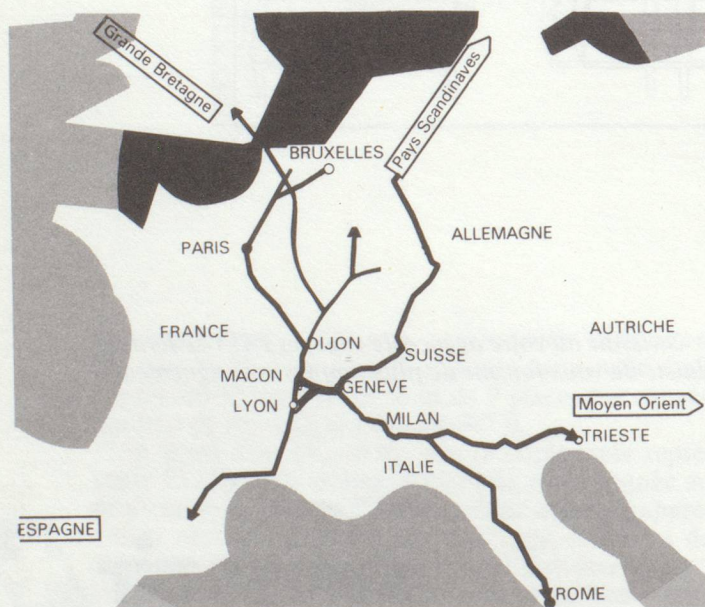 Grande Bretagne
Pays Scandinaves
BRUXELLES
PARIS
ALLEMAGNE
FRANCE
DIJON
AUTRICHE
SUISSE
MACON
GENEVE
LYON
MILAN
Moyen Orient
TRIESTE
ITALIE
ESPAGNE
ROME